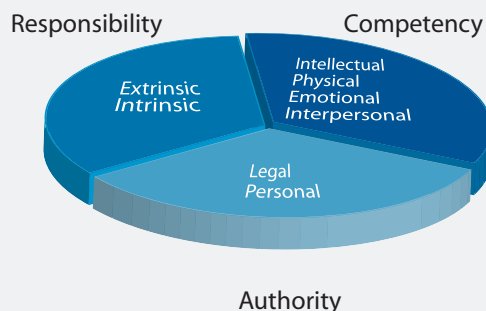 Responsibility
Competency
Extrinsic
Intrinsic
Intellectual
Physical
Emotional
Interpersonal
Legal
Personal
Authority